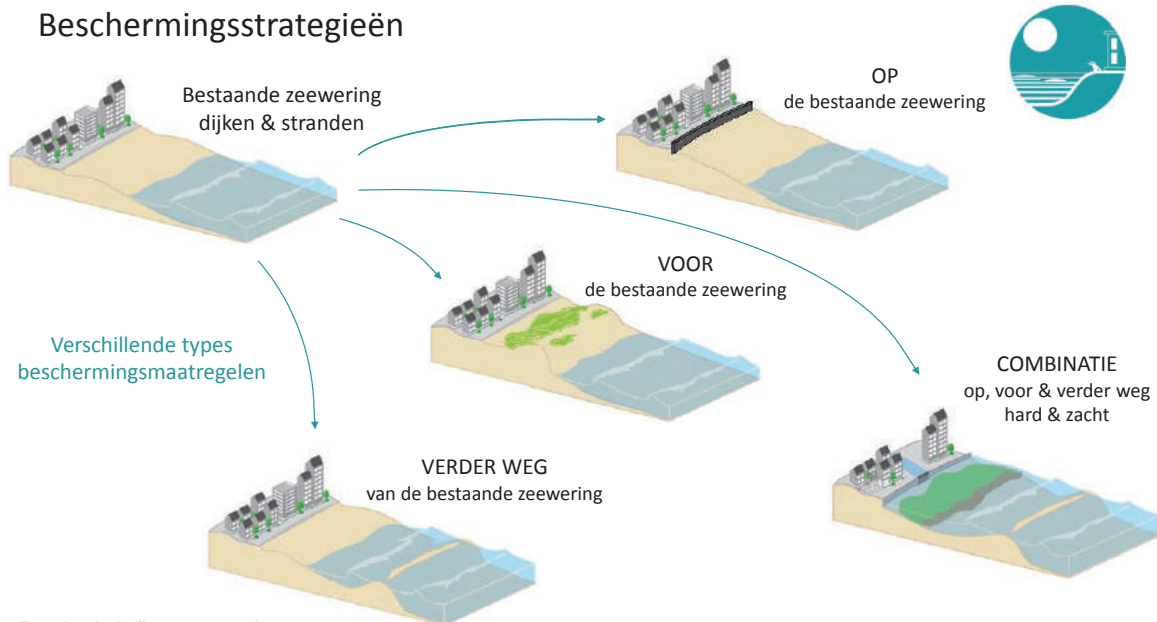 Beschermingsstrategieën
Bestaande zeewering
dijken & stranden
OP
de bestaande zeewering
VOOR
de bestaande zeewering
Verschillende types
beschermingsmaatregelen
COMBINATIE
op, voor & verder weg
hard & zacht
VERDER WEG
van de bestaande zeewering